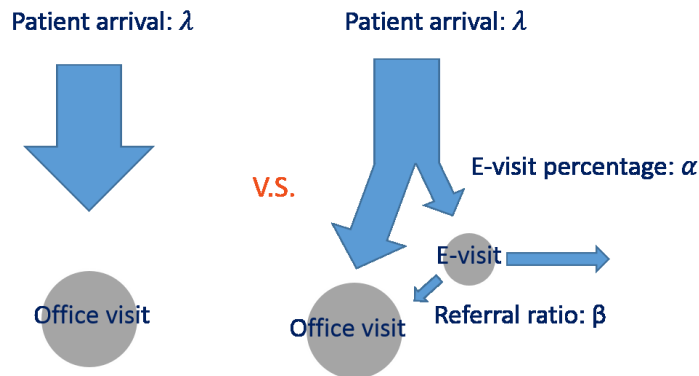 Patient arrival: λ
Patient arrival: λ
E-visit percentage: α
V.S.
E-visit
Office visit
Referral ratio: β
Office visit